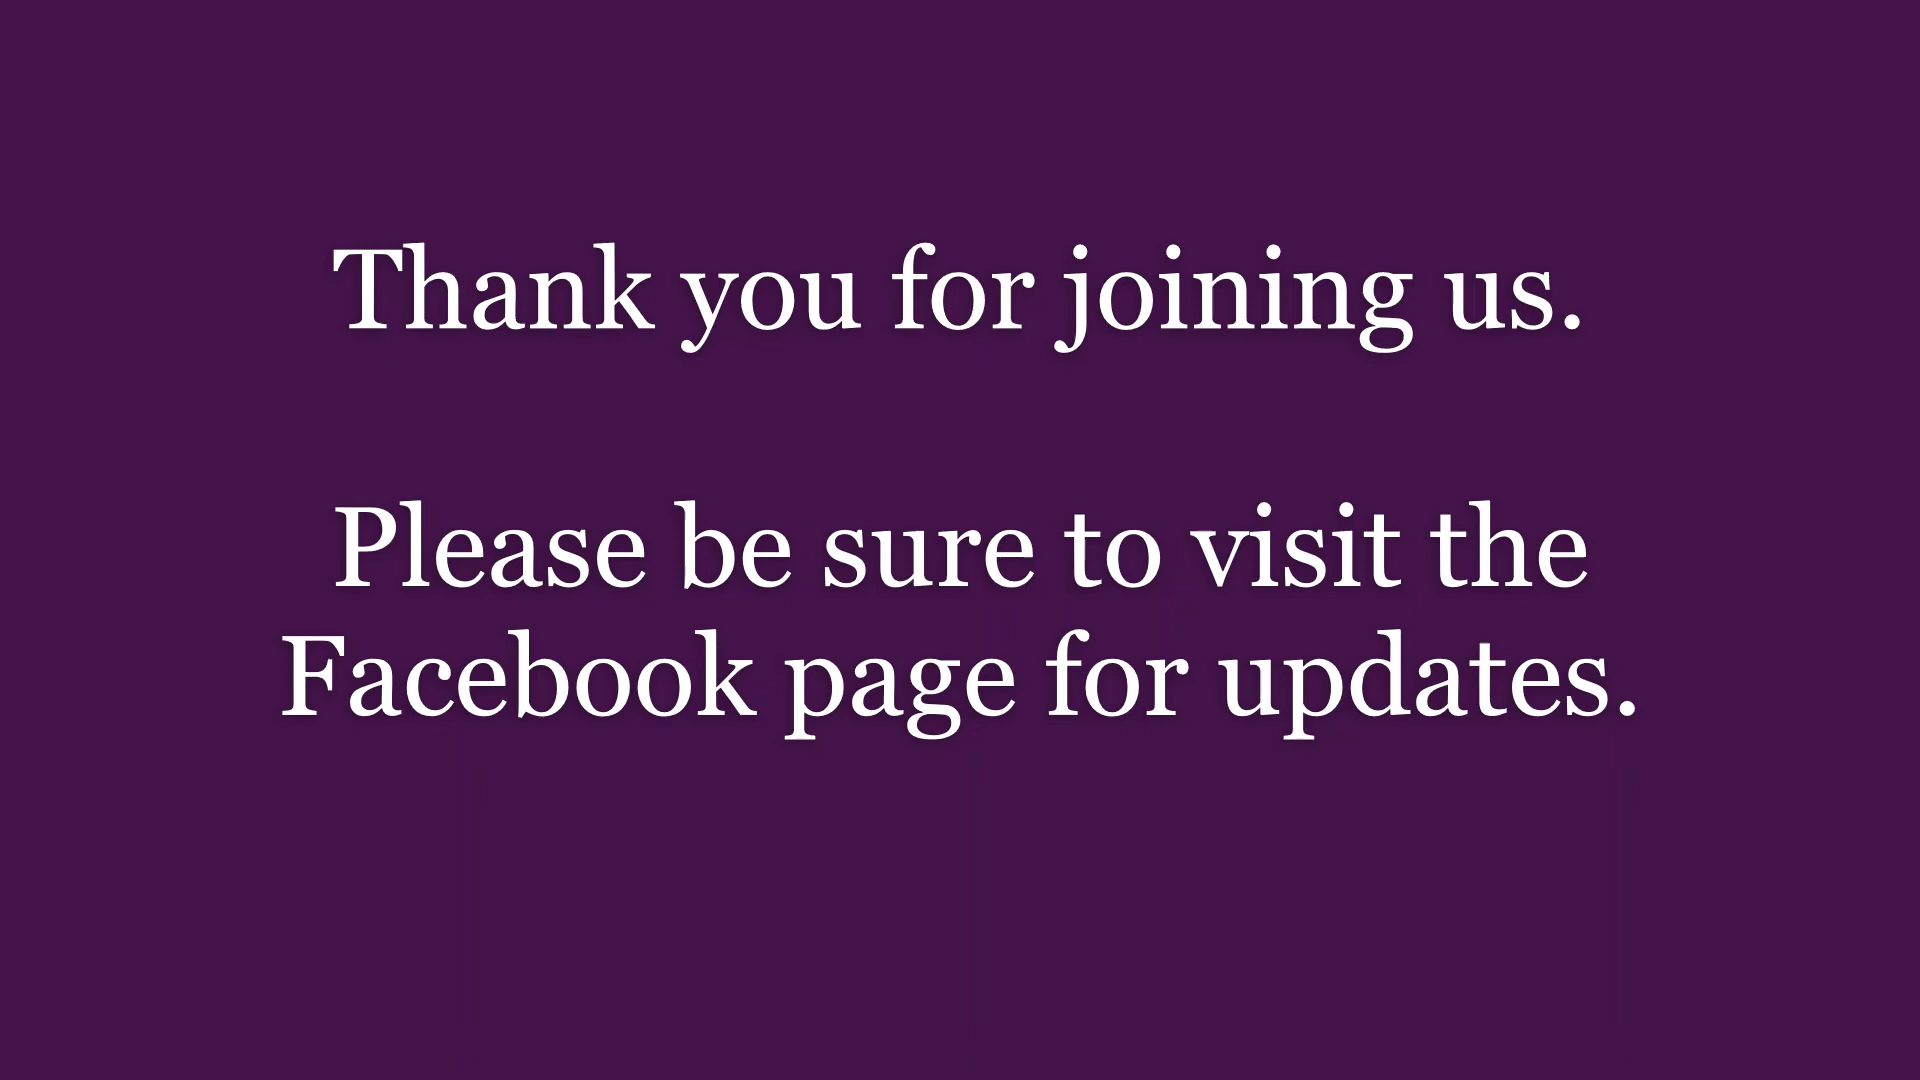 Thank you for joining us.
Please be sure to visit the
Facebook page for updates.